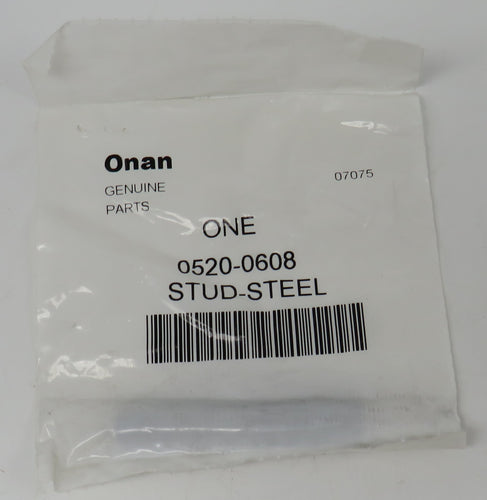 Onan
GENUINE
PARTS
07075
ONE
0520-0608
STUD-STEEL